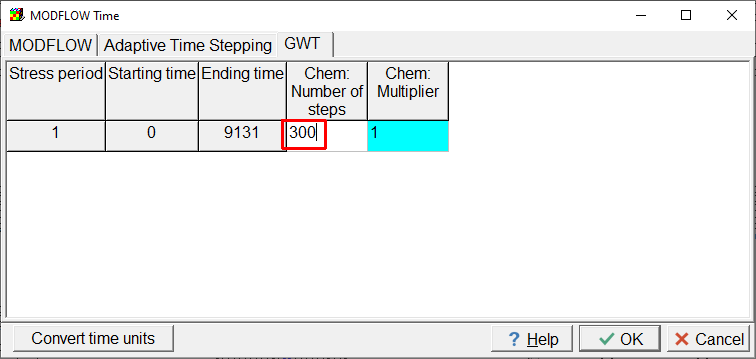 MODFLOW Time
MODFLOW Adaptive Time Stepping GWT
Stress period Starting time Ending time Chem: Number of steps Chem: Multiplier
1 0 9131 300 1
Convert time units Help OK Cancel